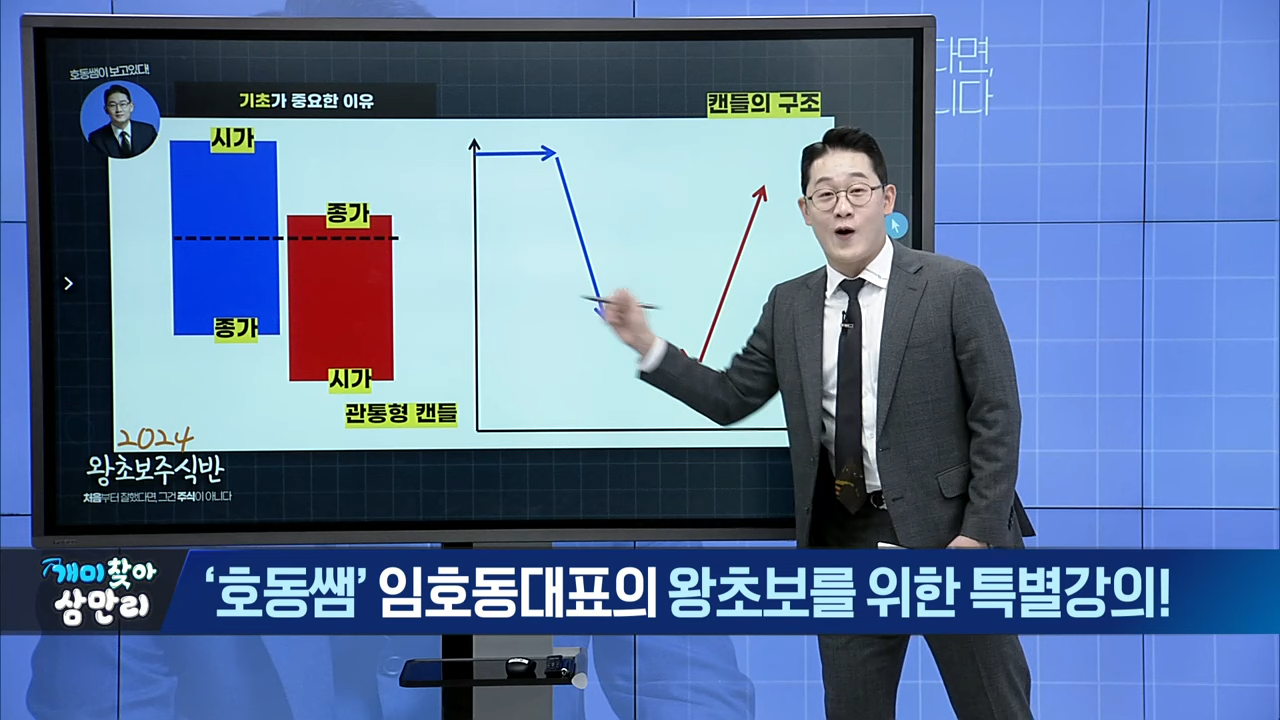 호동쌤이 보고있다!
기초가 중요한 이유
캔들의 구조
시가
종가
종가
시가
관통형 캔들
2024
왕초보주식반
처음부터 잘했다면, 그건 주식이 아니다
다면,
니다
개미찾아
삼만리
‘호동쌤’ 임호동대표의 왕초보를 위한 특별강의!